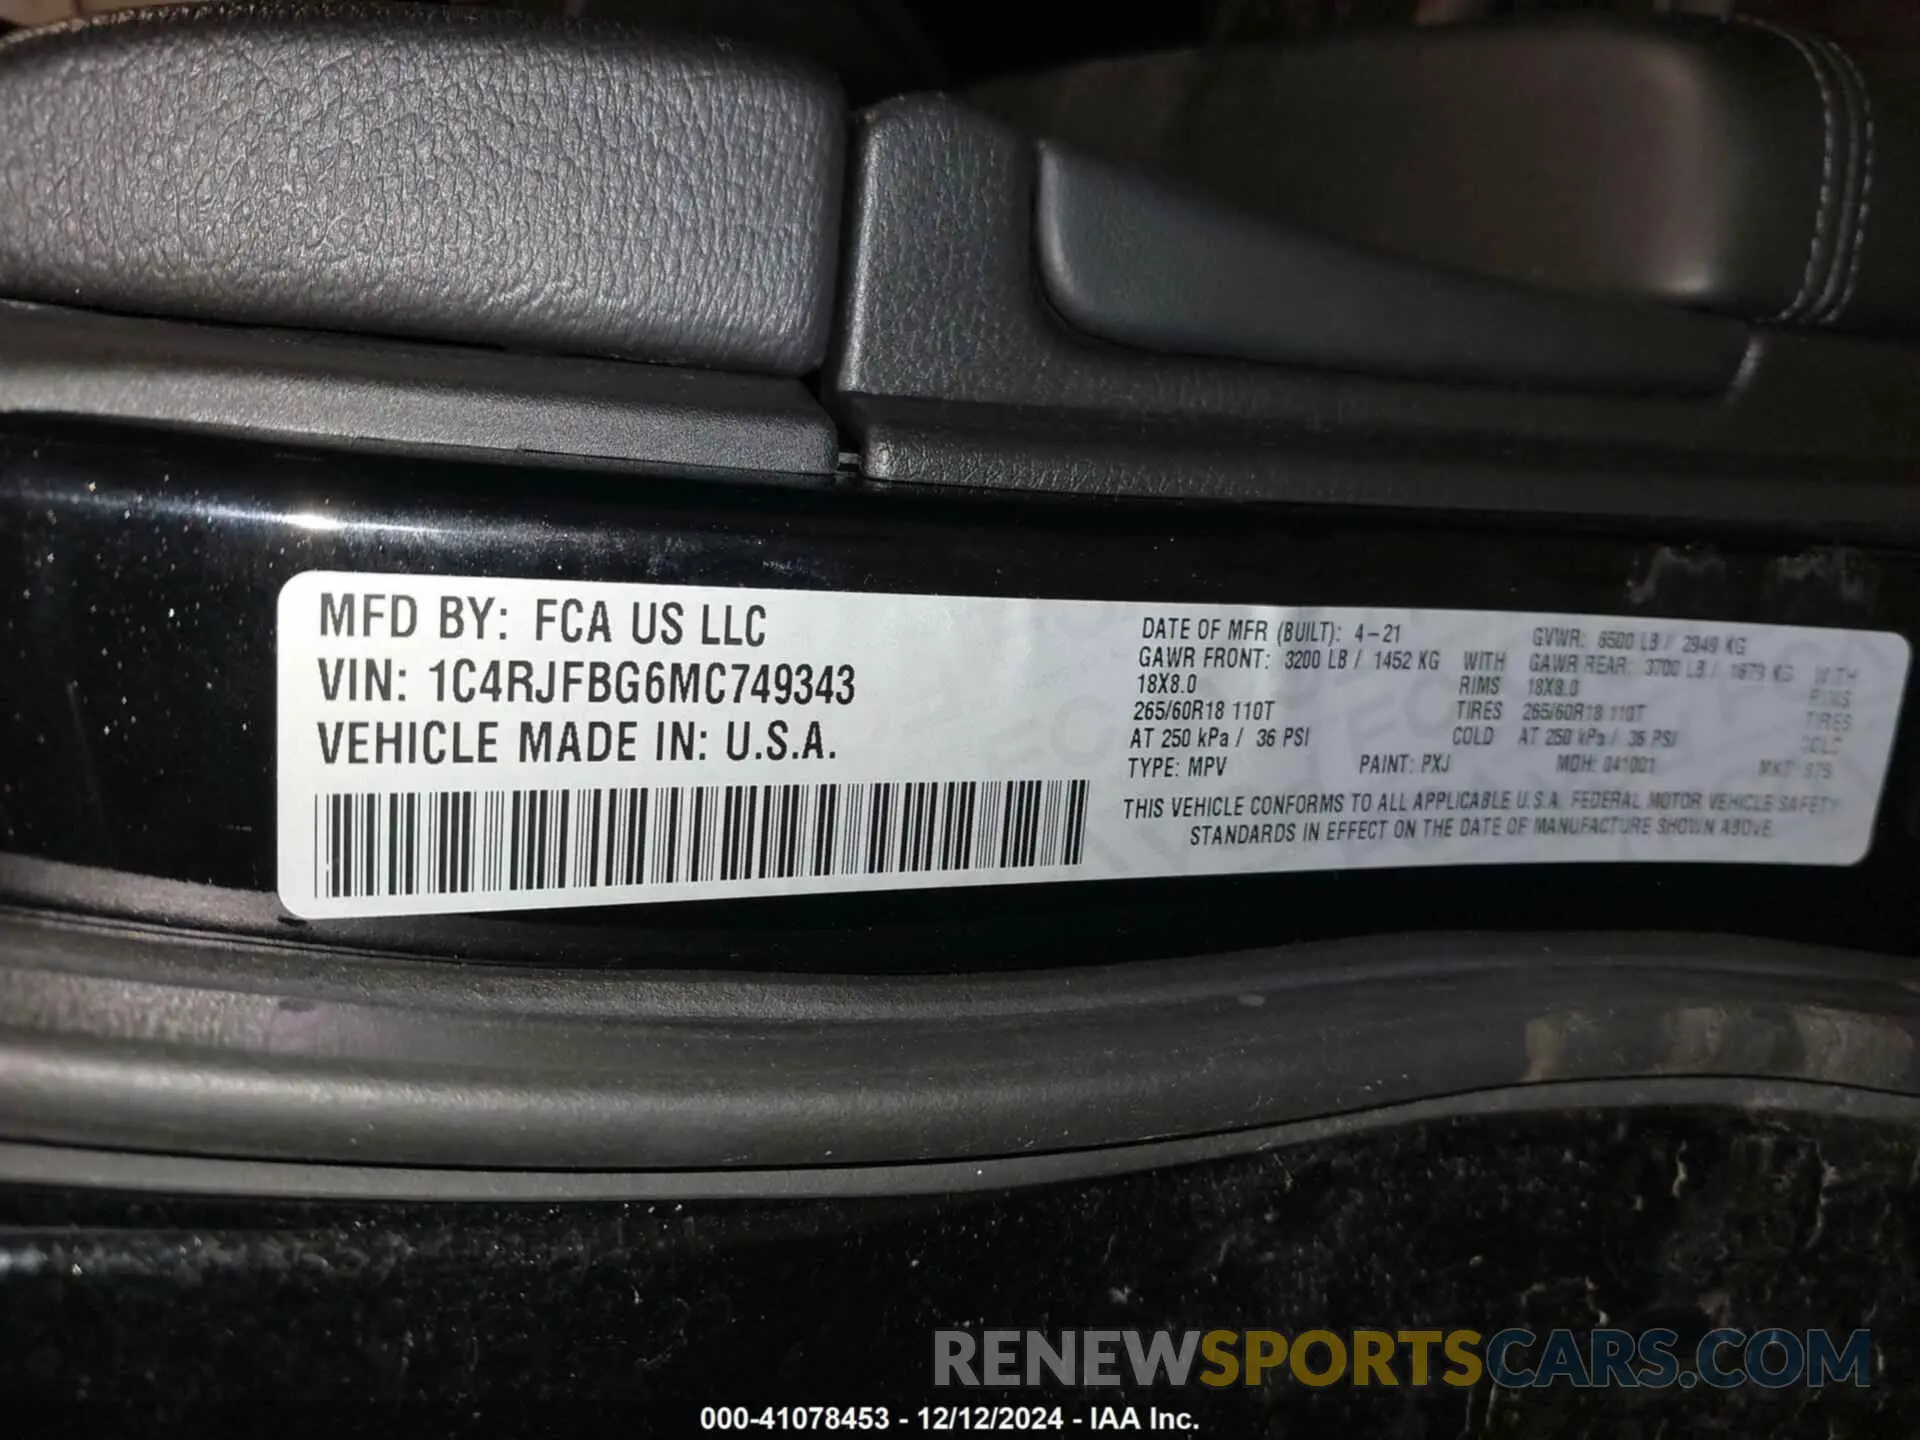 MFD BY: FCA US LLC
VIN: 1C4RJFBG6MC749343
VEHICLE MADE IN: U.S.A.
DATE OF MFR (BUILT): 4-21 GVWR: 6500 LB / 2949 KG
GAWR FRONT: 3200 LB / 1452 KG WITH GAWR REAR: 3700 LB / 1679 KG WITH
18X8.0 RIMS 18X8.0 RIMS
265/60R18 110T TIRES 265/60R18 110T TIRES
AT 250 kPa / 36 PSI COLD AT 250 kPa / 36 PSI COLD
TYPE: MPV PAINT: PXJ MDH: 041001 MKT:
THIS VEHICLE CONFORMS TO ALL APPLICABLE U.S.A. FEDERAL MOTOR VEHICLE SAFETY
STANDARDS IN EFFECT ON THE DATE OF MANUFACTURE SHOWN ABOVE
RENEWSPORTSCARS.COM
000-41078453 - 12/12/2024 - IAA Inc.